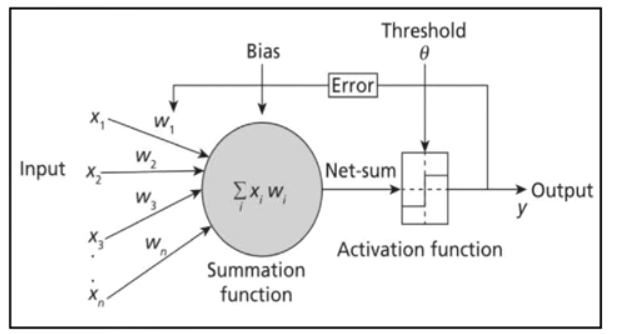 Threshold
θ
Bias
Error
x₁
w₁
Input
x₂
w₂
w₃
x₃
.
.
wₙ
xₙ
∑ xᵢ wᵢ
i
Net-sum
Output
y
Activation function
Summation
function